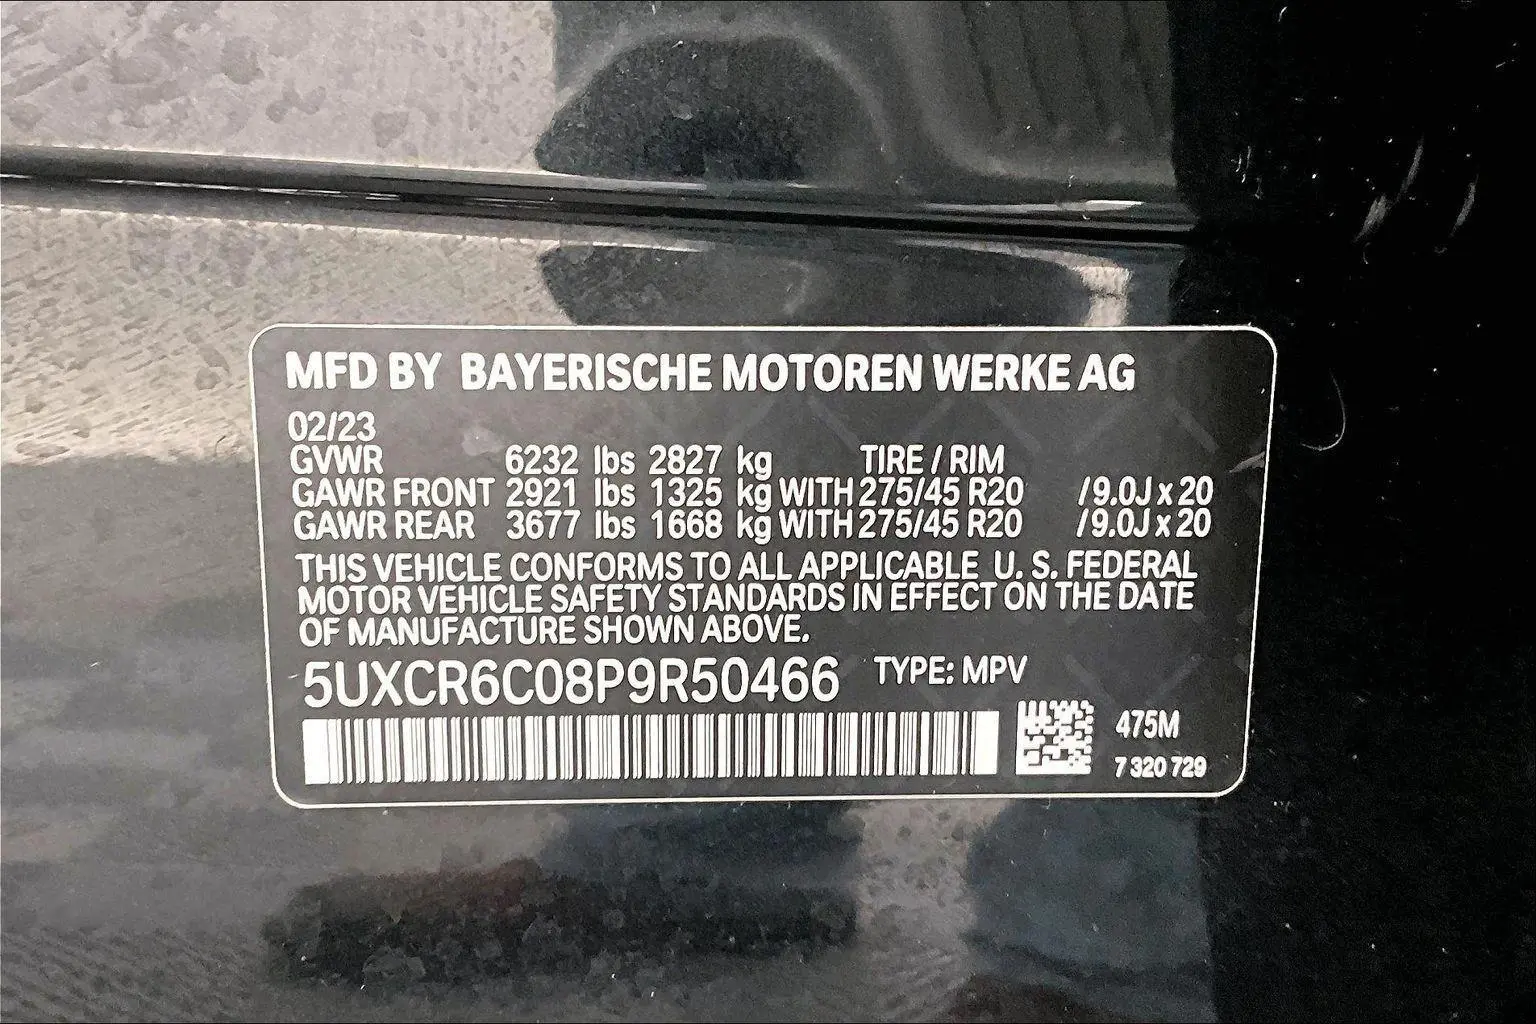 MFD BY BAYERISCHE MOTOREN WERKE AG
02/23
GVWR 6232 lbs 2827 kg TIRE / RIM
GAWR FRONT 2921 lbs 1325 kg WITH 275/45 R20 /9.0J x 20
GAWR REAR 3677 lbs 1668 kg WITH 275/45 R20 /9.0J x 20
THIS VEHICLE CONFORMS TO ALL APPLICABLE U. S. FEDERAL
MOTOR VEHICLE SAFETY STANDARDS IN EFFECT ON THE DATE
OF MANUFACTURE SHOWN ABOVE.
5UXCR6C08P9R50466 TYPE: MPV
475M
7 320 729